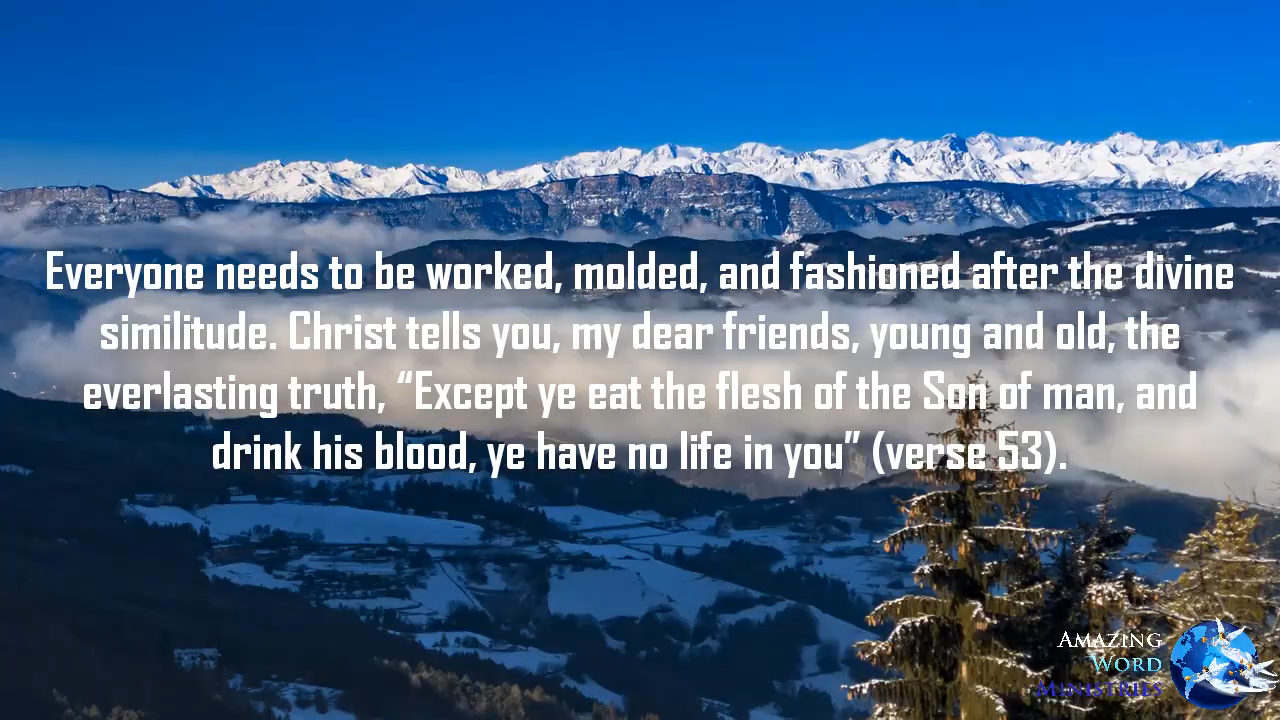 Everyone needs to be worked, molded, and fashioned after the divine
similitude. Christ tells you, my dear friends, young and old, the
everlasting truth, “Except ye eat the flesh of the Son of man, and
drink his blood, ye have no life in you” (verse 53).
Amazing
Word
Ministries